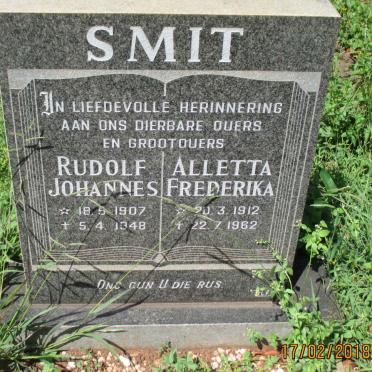 SMIT
IN LIEFDEVOLLE HERINNERING
AAN ONS DIERBARE OUERS
EN GROOTOUERS
RUDOLF JOHANNES
☆ 18.5.1907
✝ 5.4.1948
ALLETTA FREDERIKA
☆ 20.3.1912
✝ 22.7.1962
ONS GUN U DIE RUS
17/02/2018